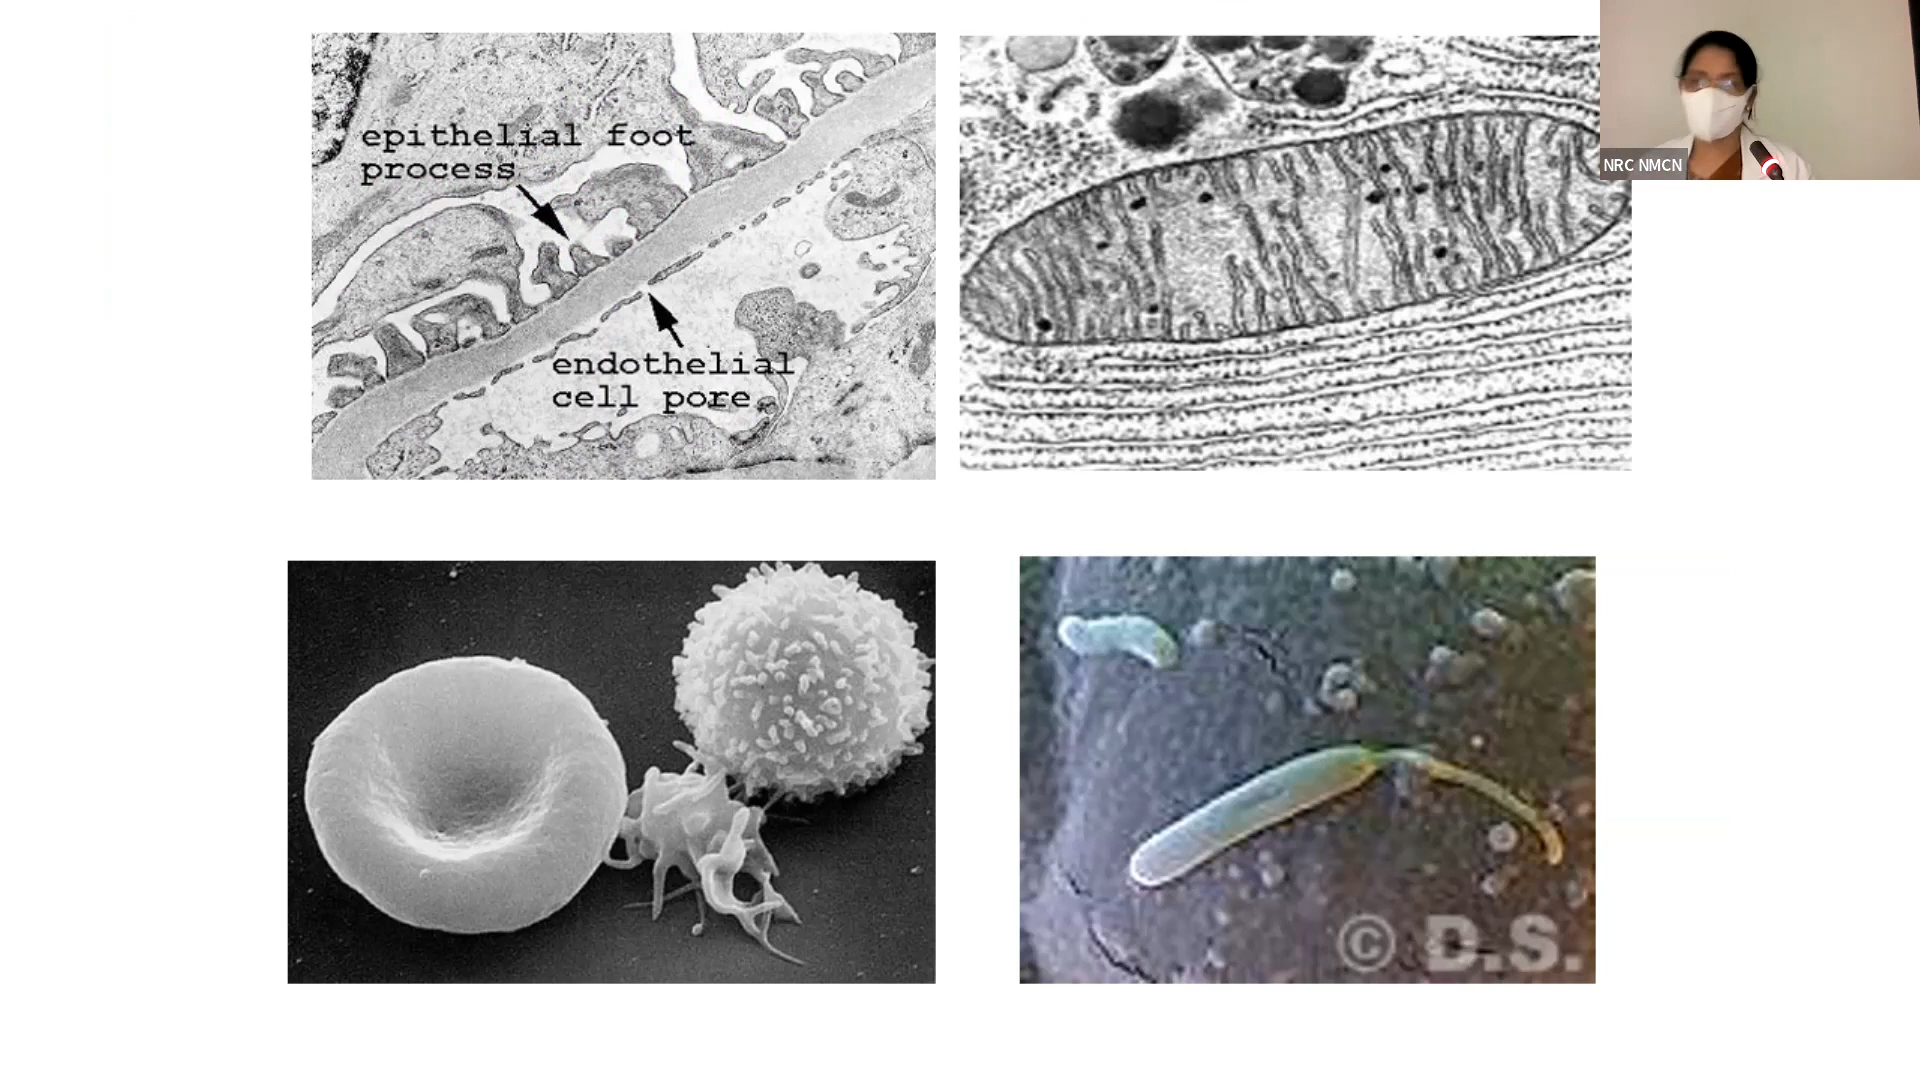 epithelial foot
process
endothelial
cell pore
NRC NMCN
© D.S.